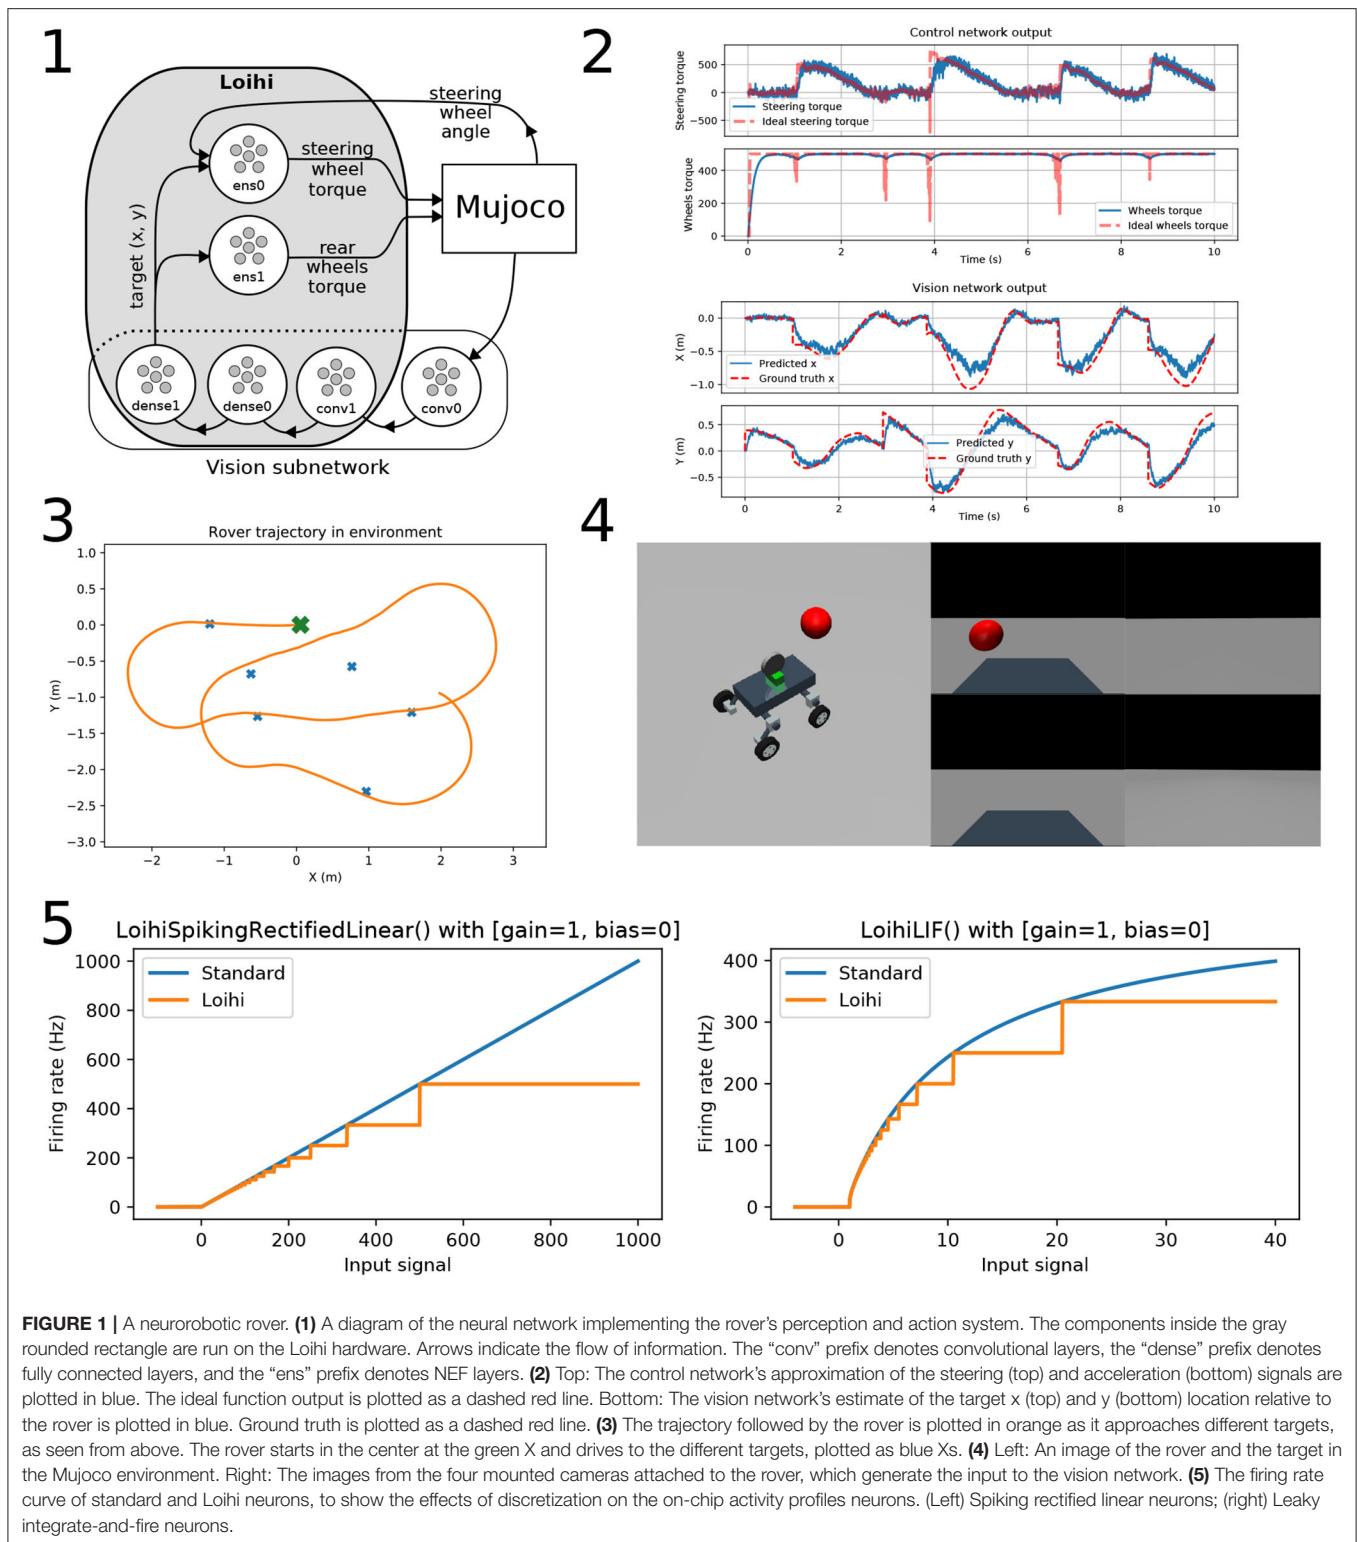 1
Loihi
steering
wheel
angle
ens0
steering
wheel
torque
target (x, y)
ens1
rear
wheels
torque
Mujoco
dense1
dense0
conv1
conv0
Vision subnetwork
2
Control network output
Steering torque
500
0
−500
Steering torque
Ideal steering torque
Wheels torque
400
200
0
Wheels torque
Ideal wheels torque
0 2 4 6 8 10
Time (s)
Vision network output
X (m)
0.0
−0.5
−1.0
Predicted x
Ground truth x
Y (m)
0.5
0.0
−0.5
Predicted y
Ground truth y
0 2 4 6 8 10
Time (s)
3
Rover trajectory in environment
Y (m)
1.0
0.5
0.0
−0.5
−1.0
−1.5
−2.0
−2.5
−3.0
−2 −1 0 1 2 3
X (m)
4
5
LoihiSpikingRectifiedLinear() with [gain=1, bias=0]
Firing rate (Hz)
1000
800
600
400
200
0
Standard
Loihi
0 200 400 600 800 1000
Input signal
LoihiLIF() with [gain=1, bias=0]
Firing rate (Hz)
400
300
200
100
0
Standard
Loihi
0 10 20 30 40
Input signal
FIGURE 1 | A neurorobotic rover. (1) A diagram of the neural network implementing the rover's perception and action system. The components inside the gray
rounded rectangle are run on the Loihi hardware. Arrows indicate the flow of information. The "conv" prefix denotes convolutional layers, the "dense" prefix denotes
fully connected layers, and the "ens" prefix denotes NEF layers. (2) Top: The control network's approximation of the steering (top) and acceleration (bottom) signals are
plotted in blue. The ideal function output is plotted as a dashed red line. Bottom: The vision network's estimate of the target x (top) and y (bottom) location relative to
the rover is plotted in blue. Ground truth is plotted as a dashed red line. (3) The trajectory followed by the rover is plotted in orange as it approaches different targets,
as seen from above. The rover starts in the center at the green X and drives to the different targets, plotted as blue Xs. (4) Left: An image of the rover and the target in
the Mujoco environment. Right: The images from the four mounted cameras attached to the rover, which generate the input to the vision network. (5) The firing rate
curve of standard and Loihi neurons, to show the effects of discretization on the on-chip activity profiles neurons. (Left) Spiking rectified linear neurons; (right) Leaky
integrate-and-fire neurons.